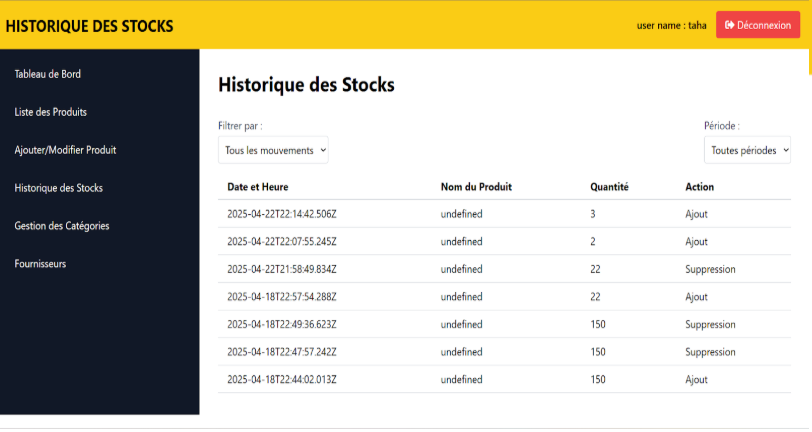 HISTORIQUE DES STOCKS
user name : taha
Déconnexion
Tableau de Bord
Liste des Produits
Ajouter/Modifier Produit
Historique des Stocks
Gestion des Catégories
Fournisseurs
Historique des Stocks
Filtrer par : Période :
Tous les mouvements Toutes périodes
Date et Heure Nom du Produit Quantité Action
2025-04-22T22:14:42.506Z undefined 3 Ajout
2025-04-22T22:07:55.245Z undefined 2 Ajout
2025-04-22T21:58:49.834Z undefined 22 Suppression
2025-04-18T22:57:54.288Z undefined 22 Ajout
2025-04-18T22:49:36.623Z undefined 150 Suppression
2025-04-18T22:47:57.242Z undefined 150 Suppression
2025-04-18T22:44:02.013Z undefined 150 Ajout